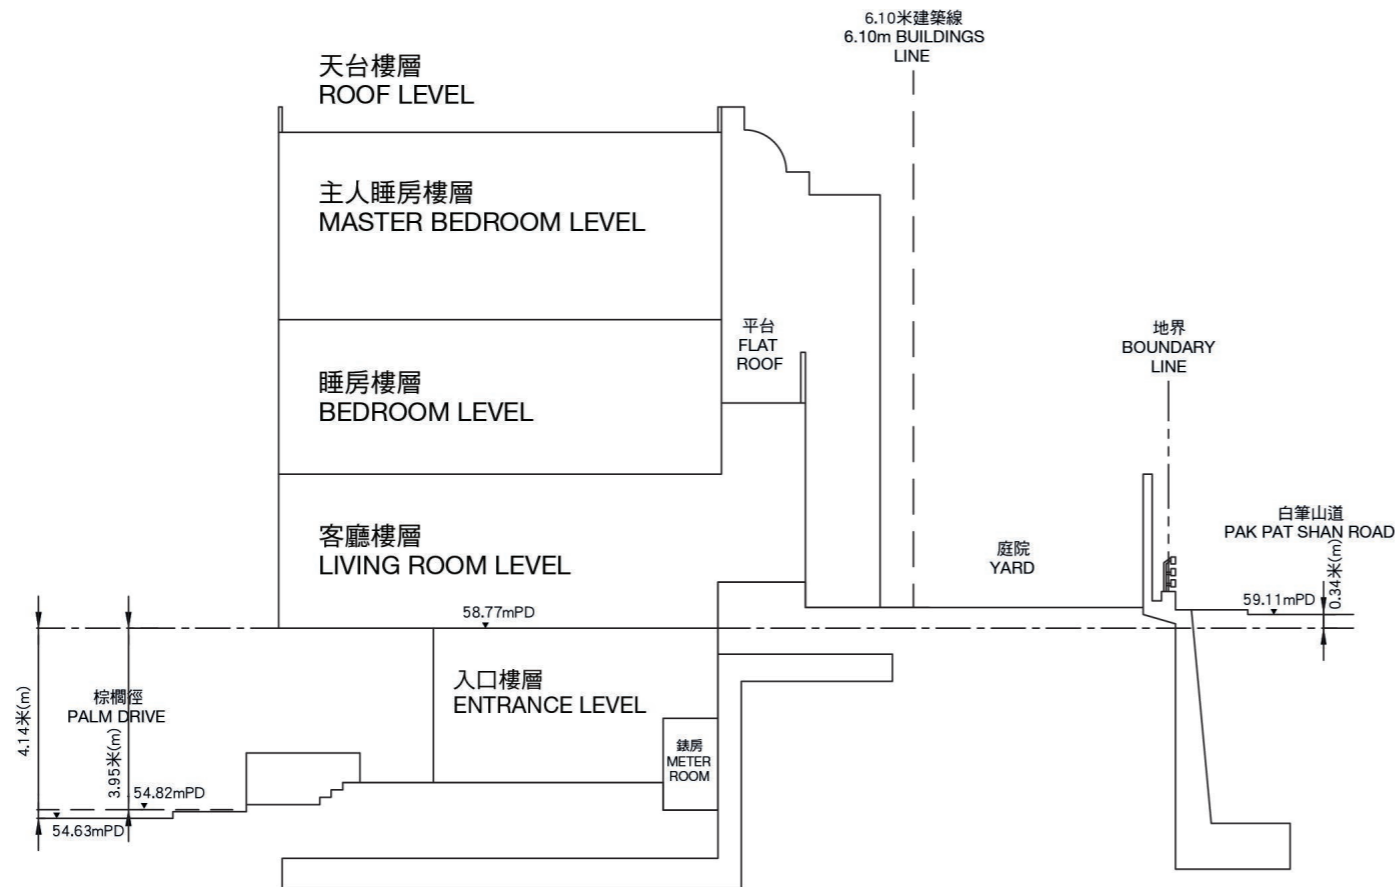 6.10米建築線
6.10m BUILDINGS
LINE
天台樓層
ROOF LEVEL
主人睡房樓層
MASTER BEDROOM LEVEL
平台
FLAT
ROOF
地界
BOUNDARY
LINE
睡房樓層
BEDROOM LEVEL
客廳樓層
LIVING ROOM LEVEL
庭院
YARD
白筆山道
PAK PAT SHAN ROAD
59.11mPD
0.34米(m)
58.77mPD
入口樓層
ENTRANCE LEVEL
棕櫚徑
PALM DRIVE
4.14米(m)
3.95米(m)
錶房
METER
ROOM
54.82mPD
54.63mPD